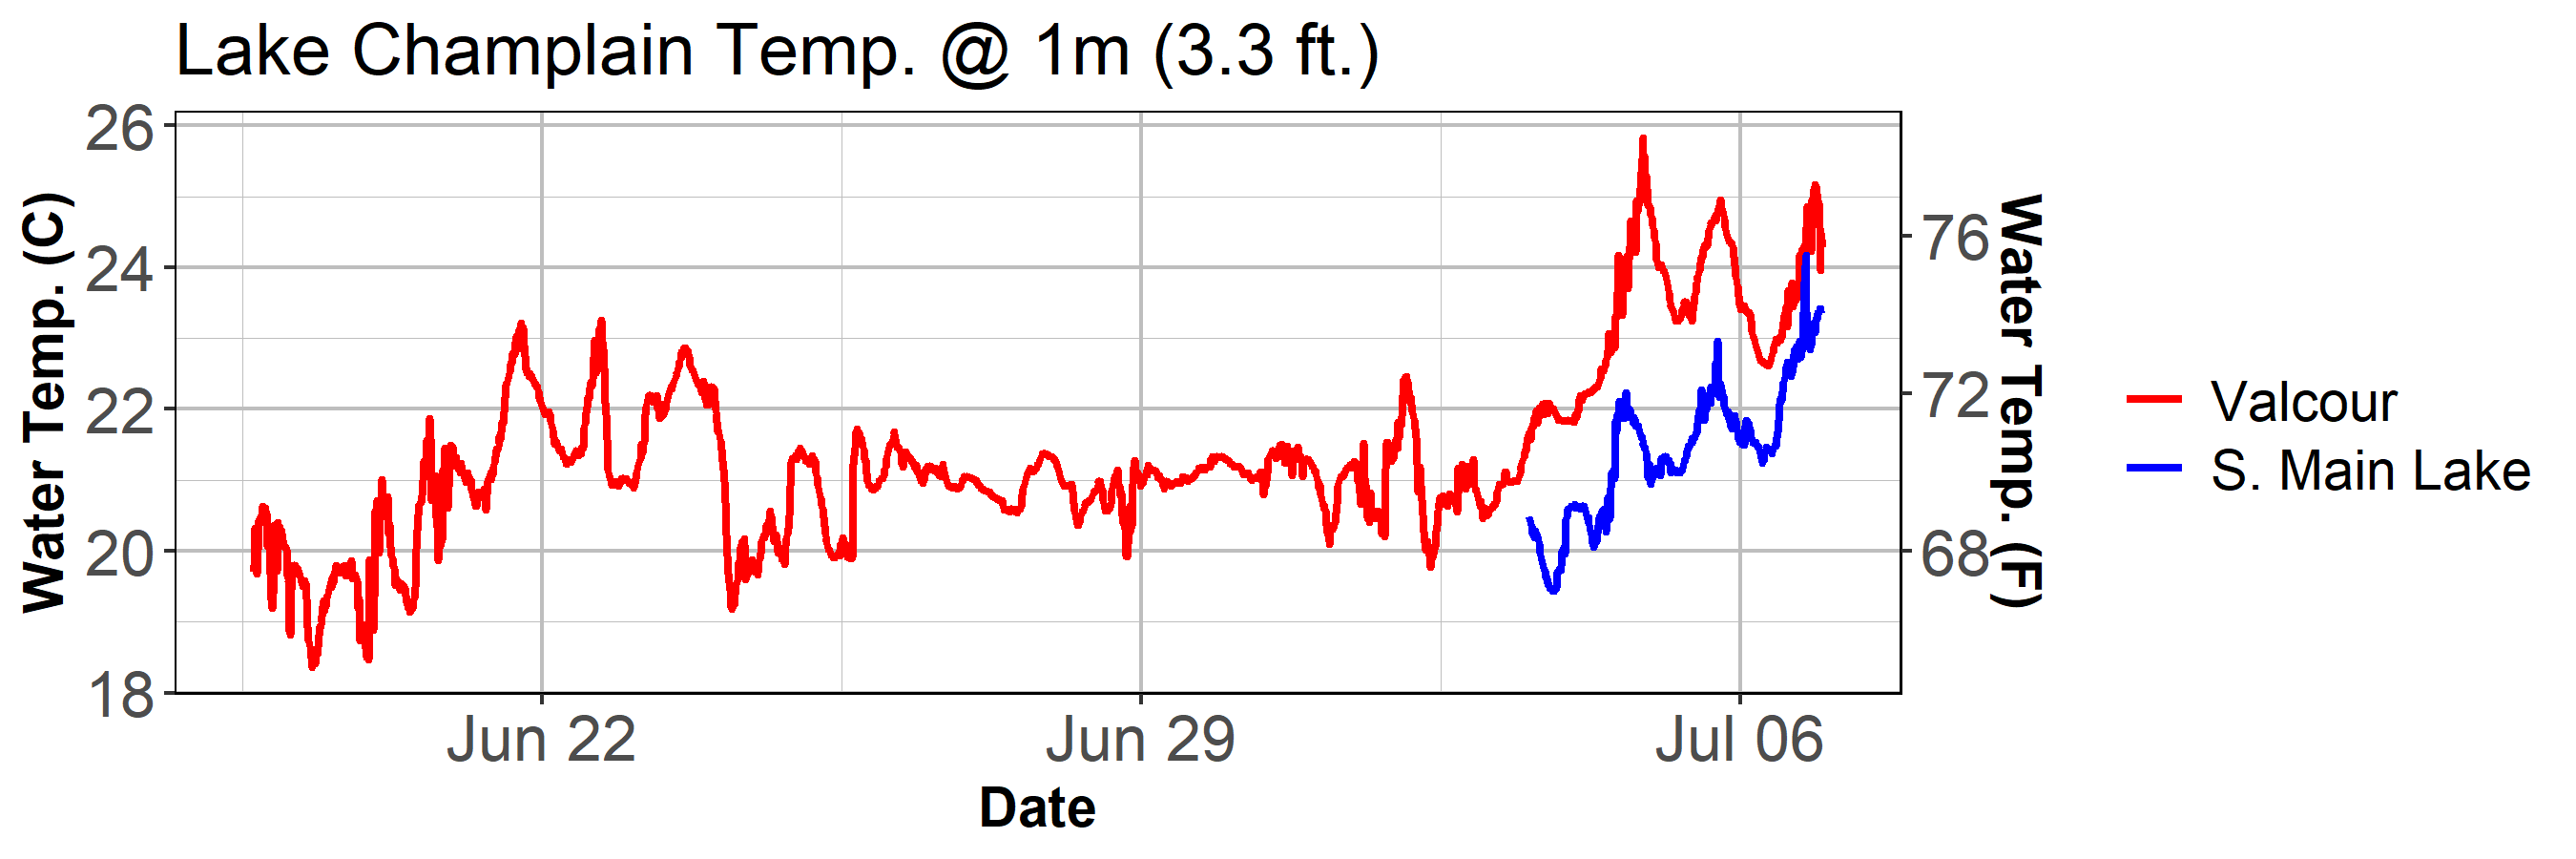 Lake Champlain Temp. @ 1m (3.3 ft.)
Water Temp. (C)
26
24
22
20
18
76
72
68
Water Temp. (F)
Jun 22
Jun 29
Jul 06
Date
Valcour
S. Main Lake